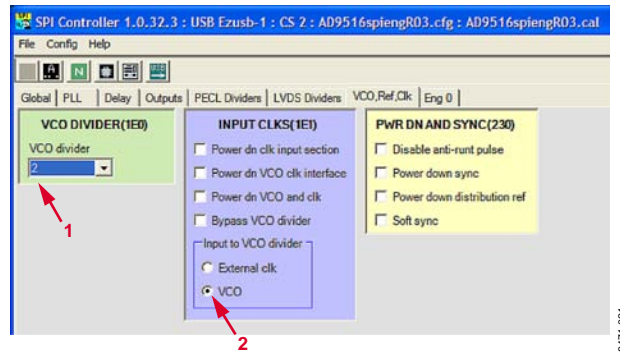 SPI Controller 1.0.32.3 : USB Ezusb-1 : CS 2 : AD9516spiengR03.cfg : AD9516spiengR03.cal
File Config Help
N
Global PLL Delay Outputs PECL Dividers LVDS Dividers VCO,Ref,Clk Eng 0
VCO DIVIDER(1E0)
VCO divider
2
1
INPUT CLKS(1E1)
Power dn clk input section
Power dn VCO clk interface
Power dn VCO and clk
Bypass VCO divider
Input to VCO divider
External clk
VCO
2
PWR DN AND SYNC(230)
Disable anti-runt pulse
Power down sync
Power down distribution ref
Soft sync